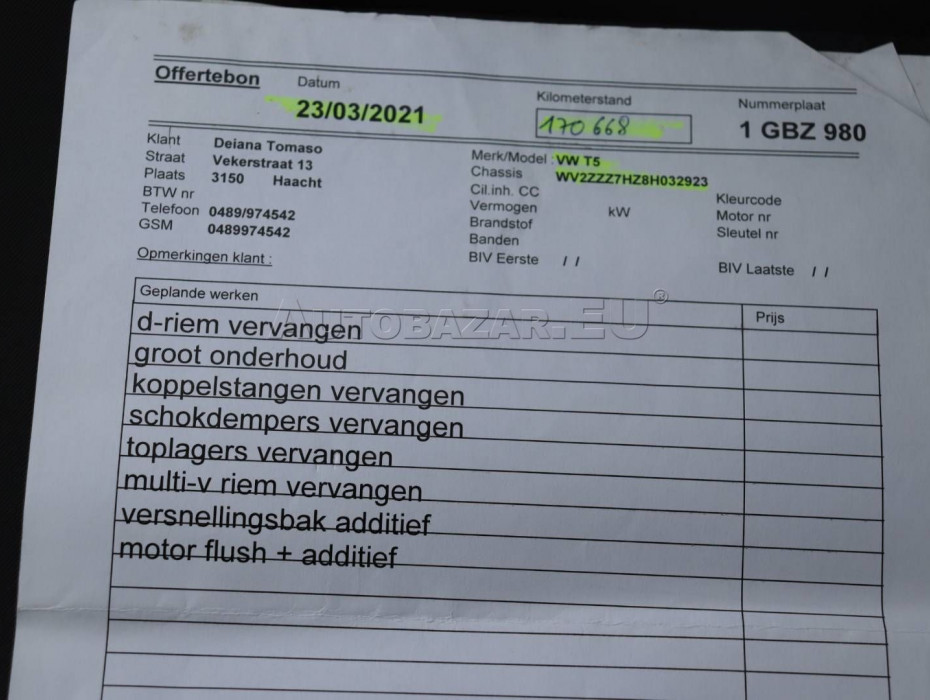 Offertebon
Datum
23/03/2021
Kilometerstand
170 668
Nummerplaat
1 GBZ 980
Klant Deiana Tomaso
Straat Vekerstraat 13
Plaats 3150 Haacht
BTW nr
Telefoon 0489/974542
GSM 0489974542
Merk/Model : VW T5
Chassis WV2ZZZ7HZ8H032923
Cil.inh. CC
Vermogen kW
Brandstof
Banden
BIV Eerste / /
Kleurcode
Motor nr
Sleutel nr
BIV Laatste / /
Opmerkingen klant :
Geplande werken Prijs
d-riem vervangen
groot onderhoud
koppelstangen vervangen
schokdempers vervangen
toplagers vervangen
multi-v riem vervangen
versnellingsbak additief
motor flush + additief
AUTOBAZAR.EU®